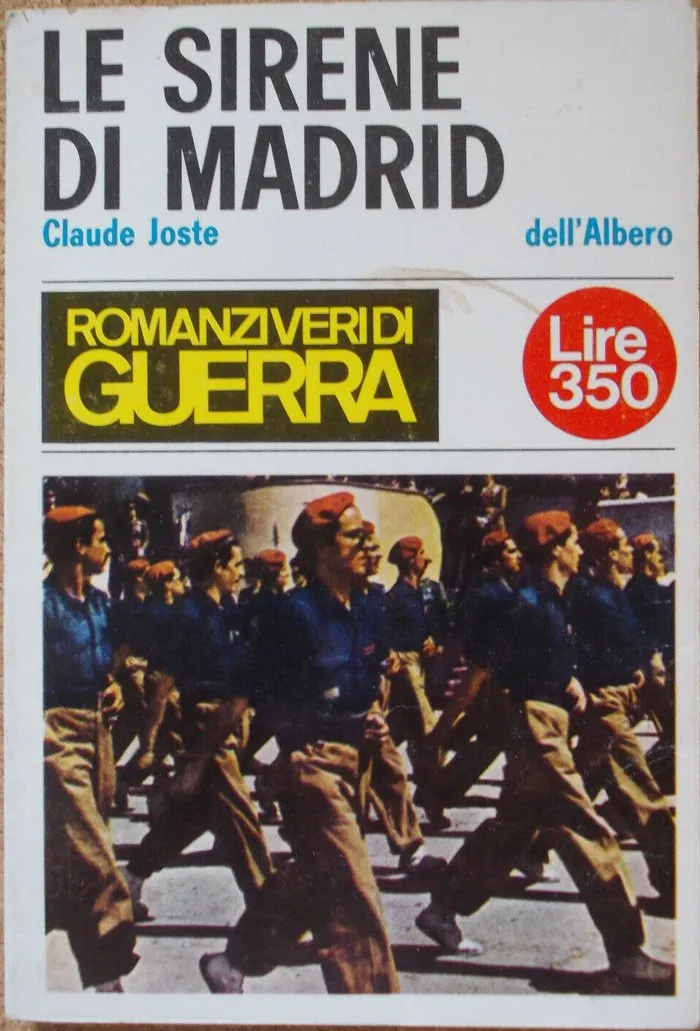 LE SIRENE
DI MADRID
Claude Joste
dell'Albero
ROMANZI VERI DI
GUERRA
Lire
350